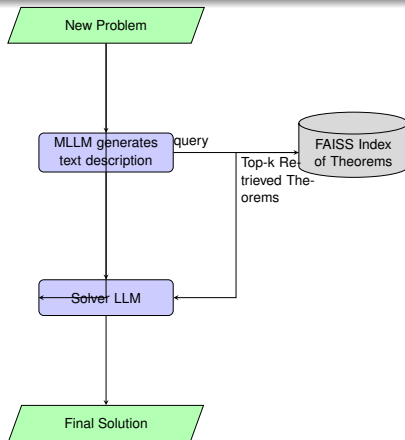 New Problem
MLLM generates
text description
query
FAISS Index
of Theorems
Top-k Re-
trieved The-
orems
Solver LLM
Final Solution